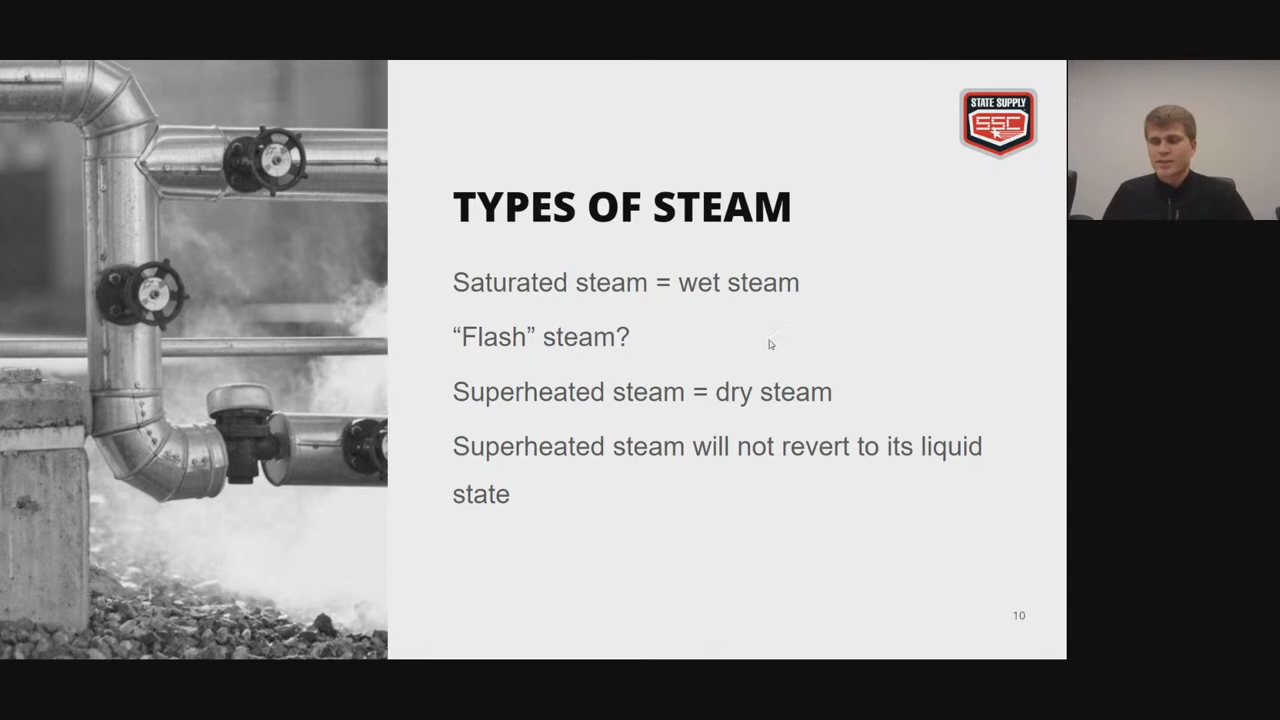 STATE SUPPLY
SSC
TYPES OF STEAM
Saturated steam = wet steam
“Flash” steam?
Superheated steam = dry steam
Superheated steam will not revert to its liquid
state
10